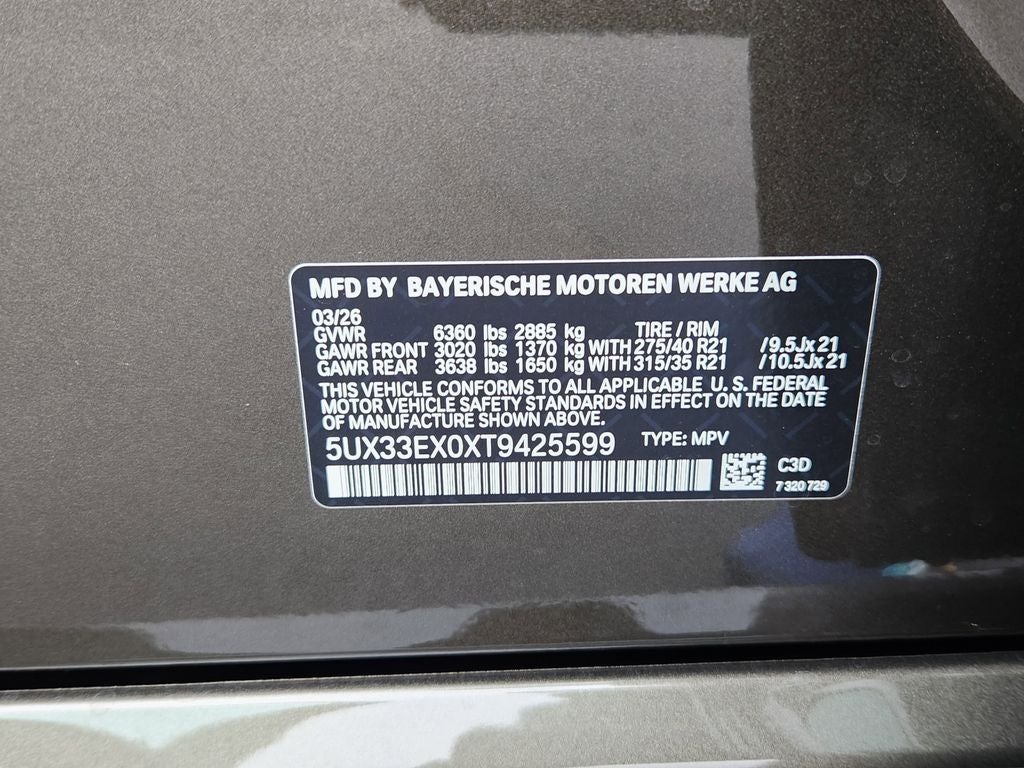 MFD BY BAYERISCHE MOTOREN WERKE AG
03/26
GVWR 6360 lbs 2885 kg TIRE / RIM
GAWR FRONT 3020 lbs 1370 kg WITH 275/40 R21 /9.5Jx21
GAWR REAR 3638 lbs 1650 kg WITH 315/35 R21 /10.5Jx21
THIS VEHICLE CONFORMS TO ALL APPLICABLE U. S. FEDERAL
MOTOR VEHICLE SAFETY STANDARDS IN EFFECT ON THE DATE
OF MANUFACTURE SHOWN ABOVE.
5UX33EX0XT9425599 TYPE: MPV
C3D
7 320 729